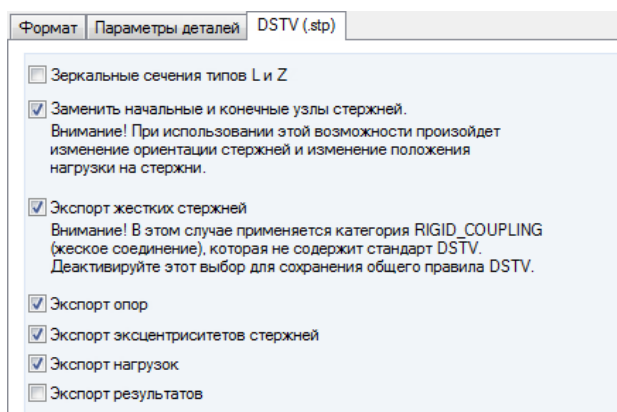 Формат Параметры деталей DSTV (.stp)
Зеркальные сечения типов L и Z
Заменить начальные и конечные узлы стержней.
Внимание! При использовании этой возможности произойдет
изменение ориентации стержней и изменение положения
нагрузки на стержни.
Экспорт жестких стержней
Внимание! В этом случае применяется категория RIGID_COUPLING
(жеское соединение), которая не содержит стандарт DSTV.
Деактивируйте этот выбор для сохранения общего правила DSTV.
Экспорт опор
Экспорт эксцентриситетов стержней
Экспорт нагрузок
Экспорт результатов